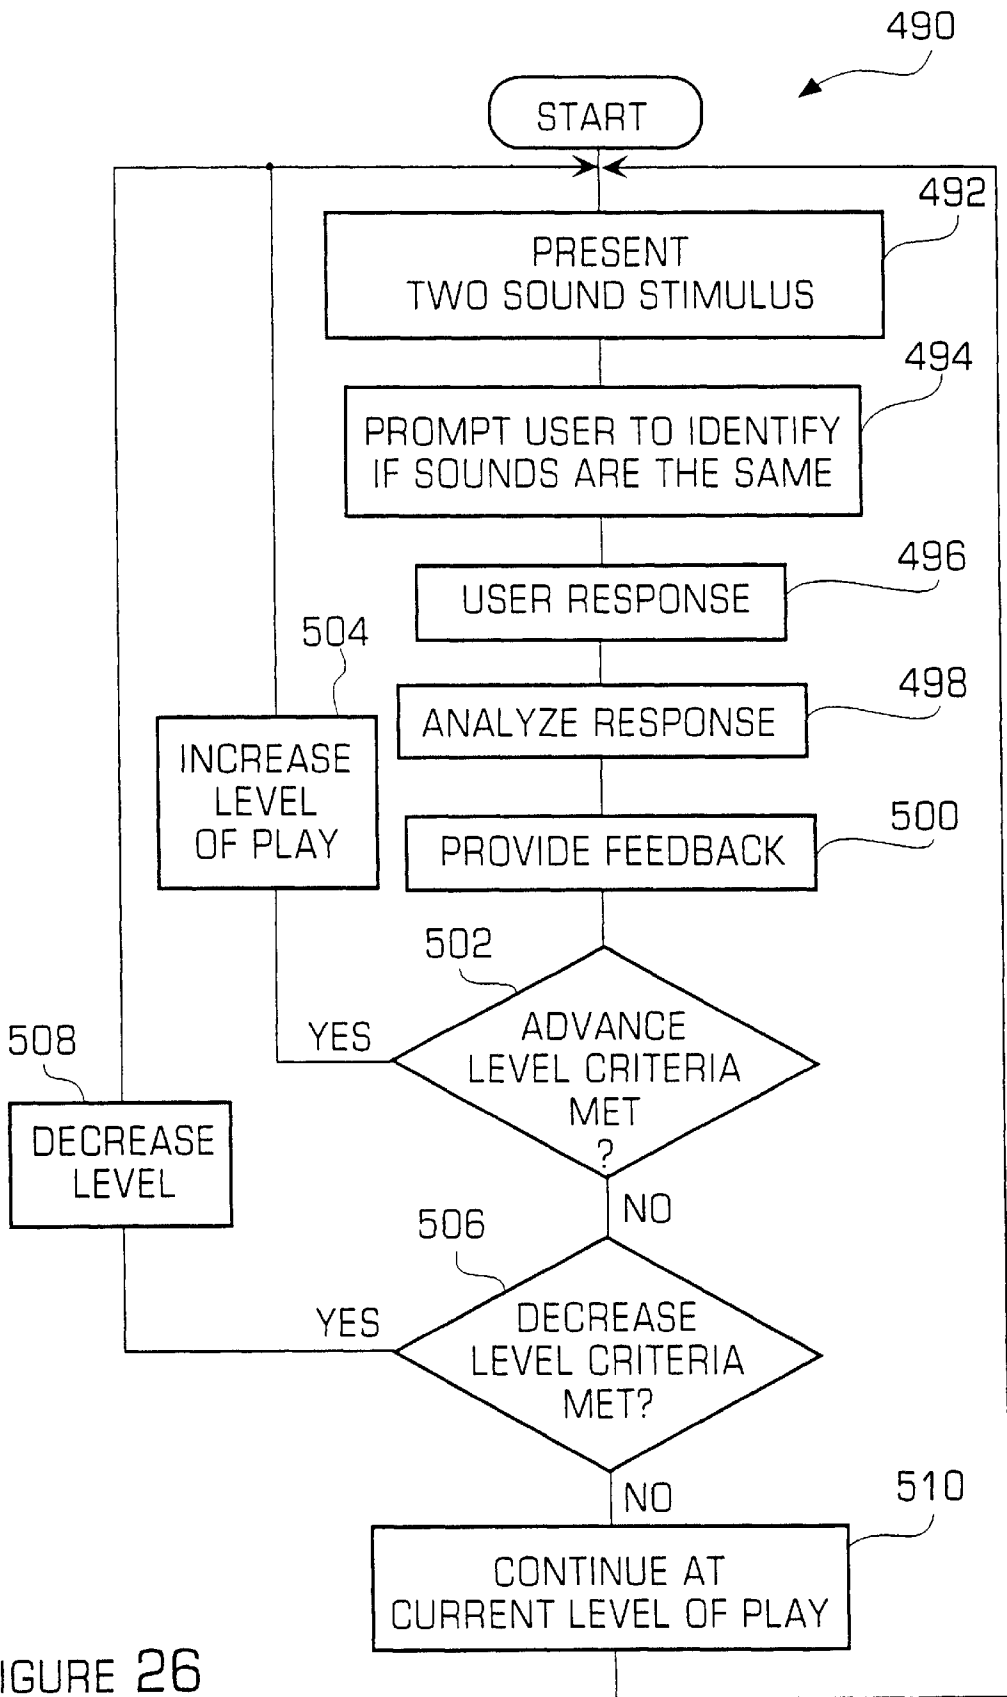 490
START
492
PRESENT
TWO SOUND STIMULUS
494
PROMPT USER TO IDENTIFY
IF SOUNDS ARE THE SAME
496
USER RESPONSE
504
498
ANALYZE RESPONSE
INCREASE
LEVEL
OF PLAY
500
PROVIDE FEEDBACK
502
YES
ADVANCE
LEVEL CRITERIA
MET
?
508
DECREASE
LEVEL
NO
506
YES
DECREASE
LEVEL CRITERIA
MET?
NO
510
CONTINUE AT
CURRENT LEVEL OF PLAY
IGURE 26